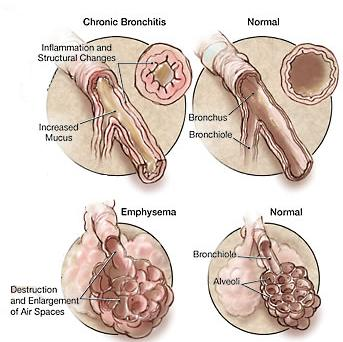 Chronic Bronchitis
Normal
Inflammation and
Structural Changes
Increased
Mucus
Bronchus
Bronchiole
Emphysema
Normal
Destruction
and Enlargement
of Air Spaces
Bronchiole
Alveoli